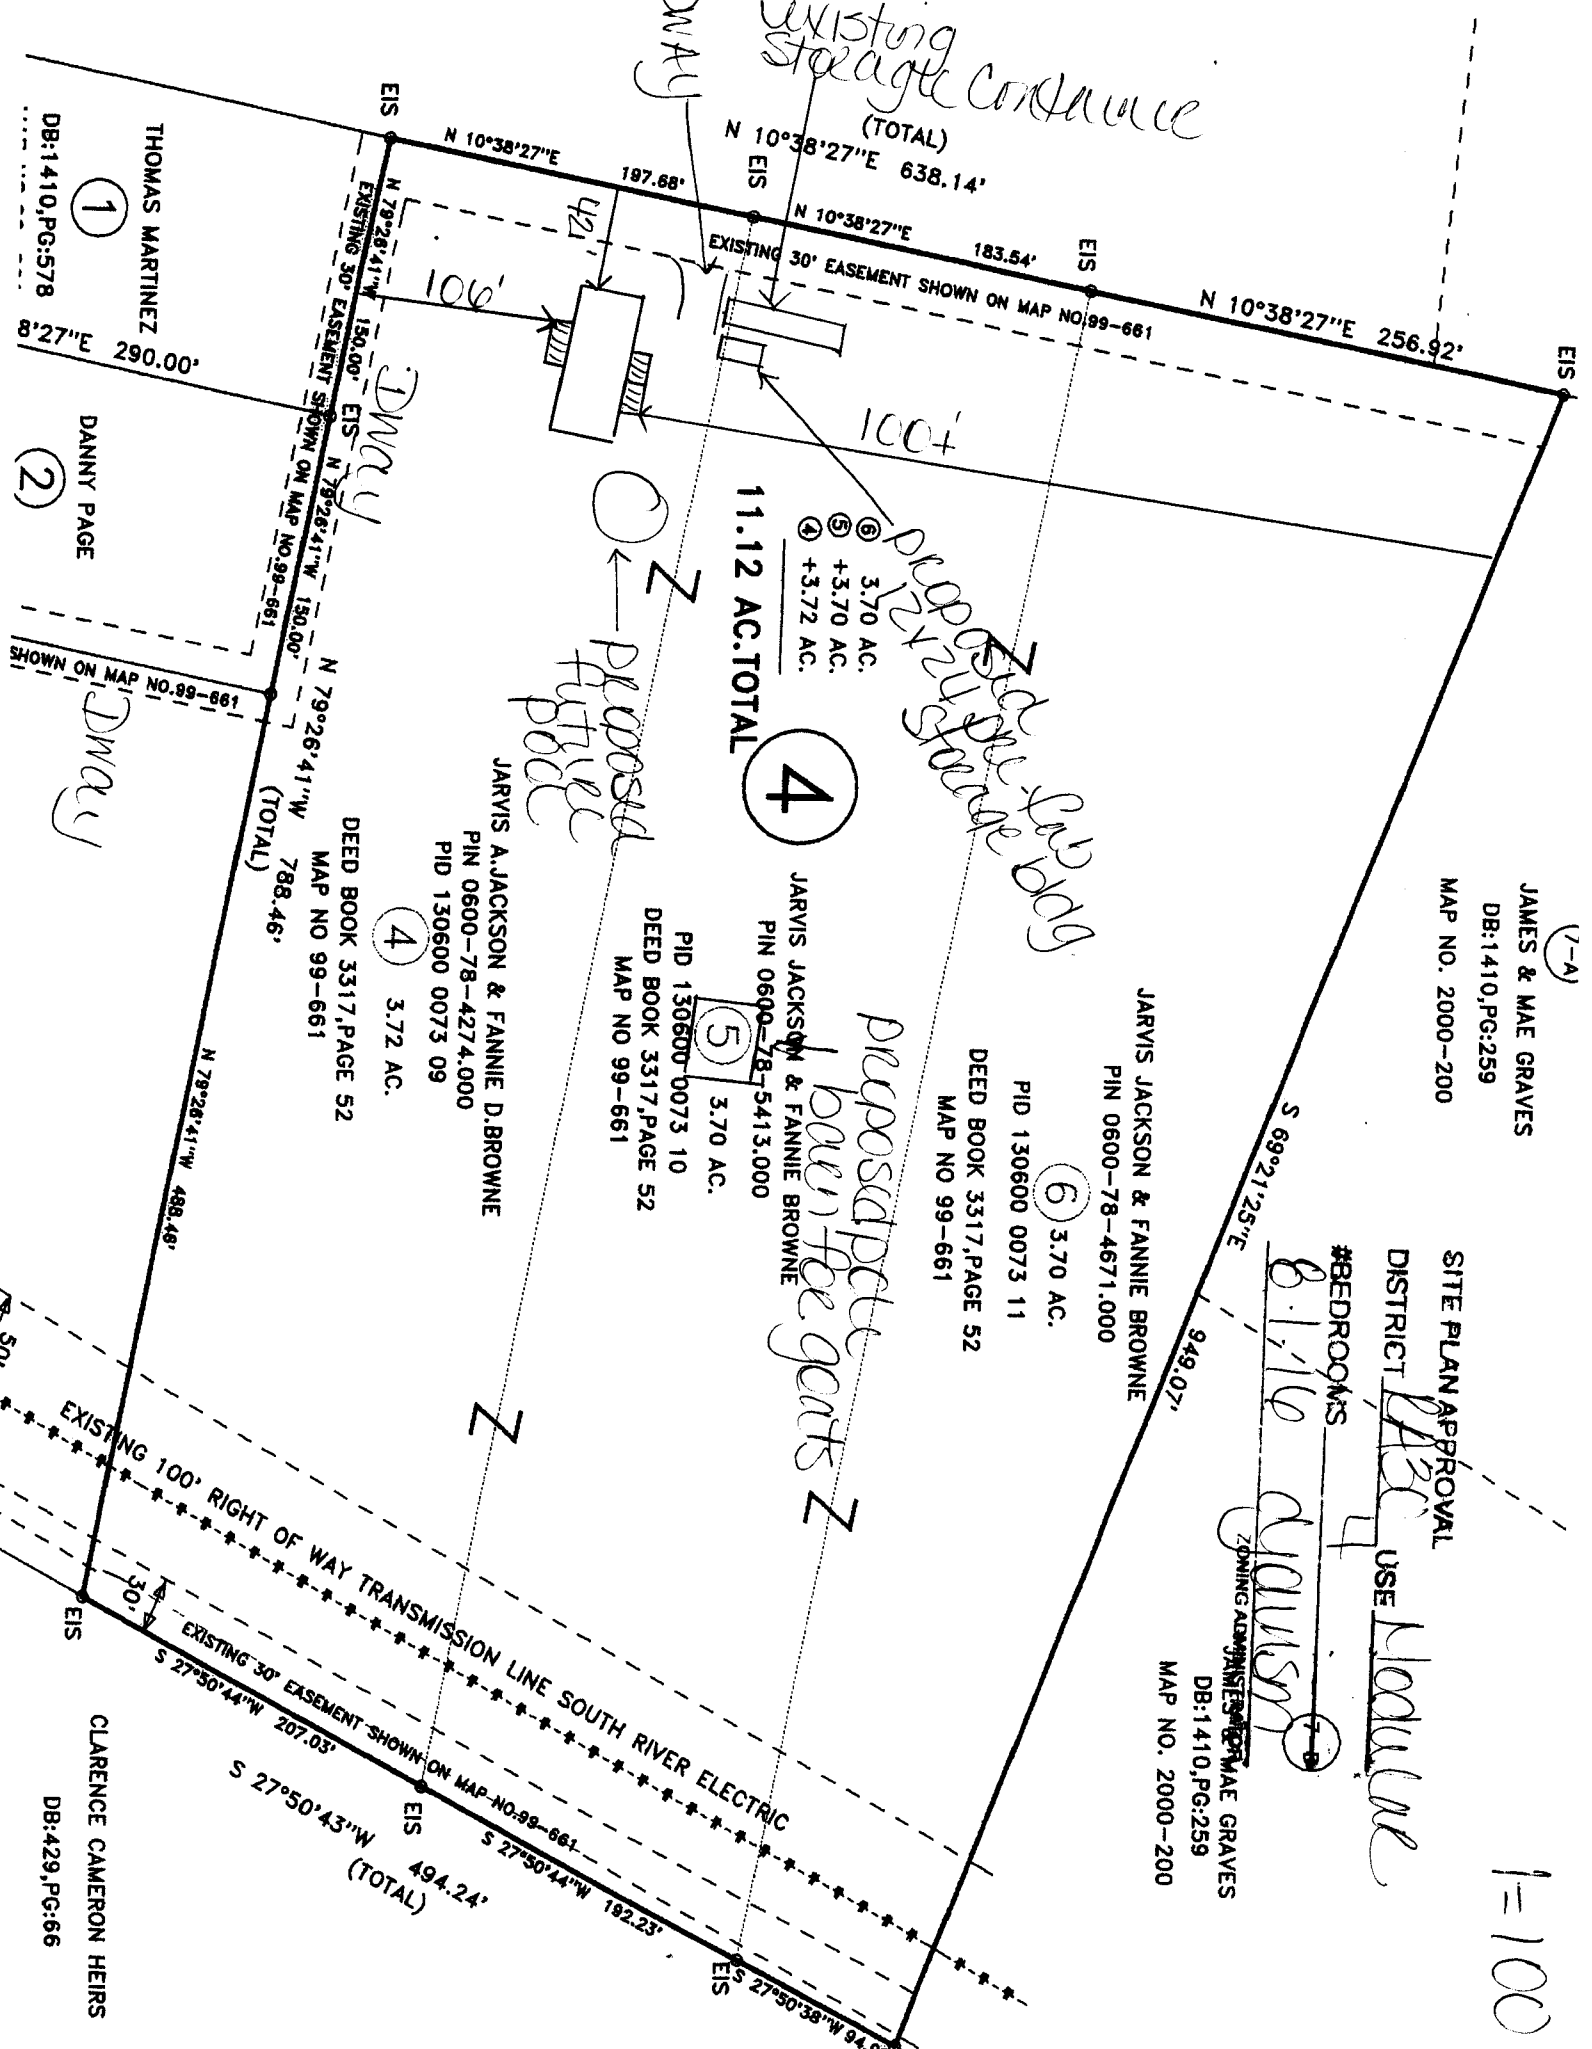 existing
storage
(TOTAL)
N 10°38'27"E 638.14'
EIS
N 10°38'27"E 197.68'
EIS
N 10°38'27"E 183.54'
EIS
N 10°38'27"E 256.92'
EIS
EXISTING 30' EASEMENT SHOWN ON MAP NO.99-661
42'
106'
100+
THOMAS MARTINEZ
1
DB:1410,PG:578
8'27"E 290.00'
DANNY PAGE
2
N 79°26'41"W 150.00'
EXISTING 30' EASEMENT SHOWN ON MAP NO.99-661
EIS
N 79°26'41"W 150.00'
SHOWN ON MAP NO.99-661
Dway
Dway
N 79°26'41"W 788.46'
(TOTAL)
N 79°26'41"W 488.46'
6 3.70 AC.
5 +3.70 AC.
4 +3.72 AC.
11.12 AC.TOTAL
4
Z
Z
Z
Z
proposed
12x24 pre-fab
storage bldg
proposed
future
pool
JARVIS A.JACKSON & FANNIE D.BROWNE
PIN 0600-78-4274.000
PID 130600 0073 09
4 3.72 AC.
DEED BOOK 3317,PAGE 52
MAP NO 99-661
JARVIS JACKSON & FANNIE BROWNE
PIN 0600-78-5413.000
PID 130600 0073 10
5 3.70 AC.
DEED BOOK 3317,PAGE 52
MAP NO 99-661
proposed
barn for goats
JARVIS JACKSON & FANNIE BROWNE
PIN 0600-78-4671.000
6 3.70 AC.
PID 130600 0073 11
DEED BOOK 3317,PAGE 52
MAP NO 99-661
7-A
JAMES & MAE GRAVES
DB:1410,PG:259
MAP NO. 2000-200
S 69°21'25"E 949.07'
SITE PLAN APPROVAL
DISTRICT USE Modular
#BEDROOMS 4
8.1.16
ZONING ADMINISTRATOR
JAMES & MAE GRAVES
DB:1410,PG:259
MAP NO. 2000-200
1=100
50'
EXISTING 100' RIGHT OF WAY TRANSMISSION LINE SOUTH RIVER ELECTRIC
30'
EXISTING 30' EASEMENT SHOWN ON MAP NO.99-661
EIS
S 27°50'44"W 207.03'
EIS
S 27°50'44"W 192.23'
EIS
S 27°50'38"W
S 27°50'43"W 494.24'
(TOTAL)
CLARENCE CAMERON HEIRS
DB:429,PG:66